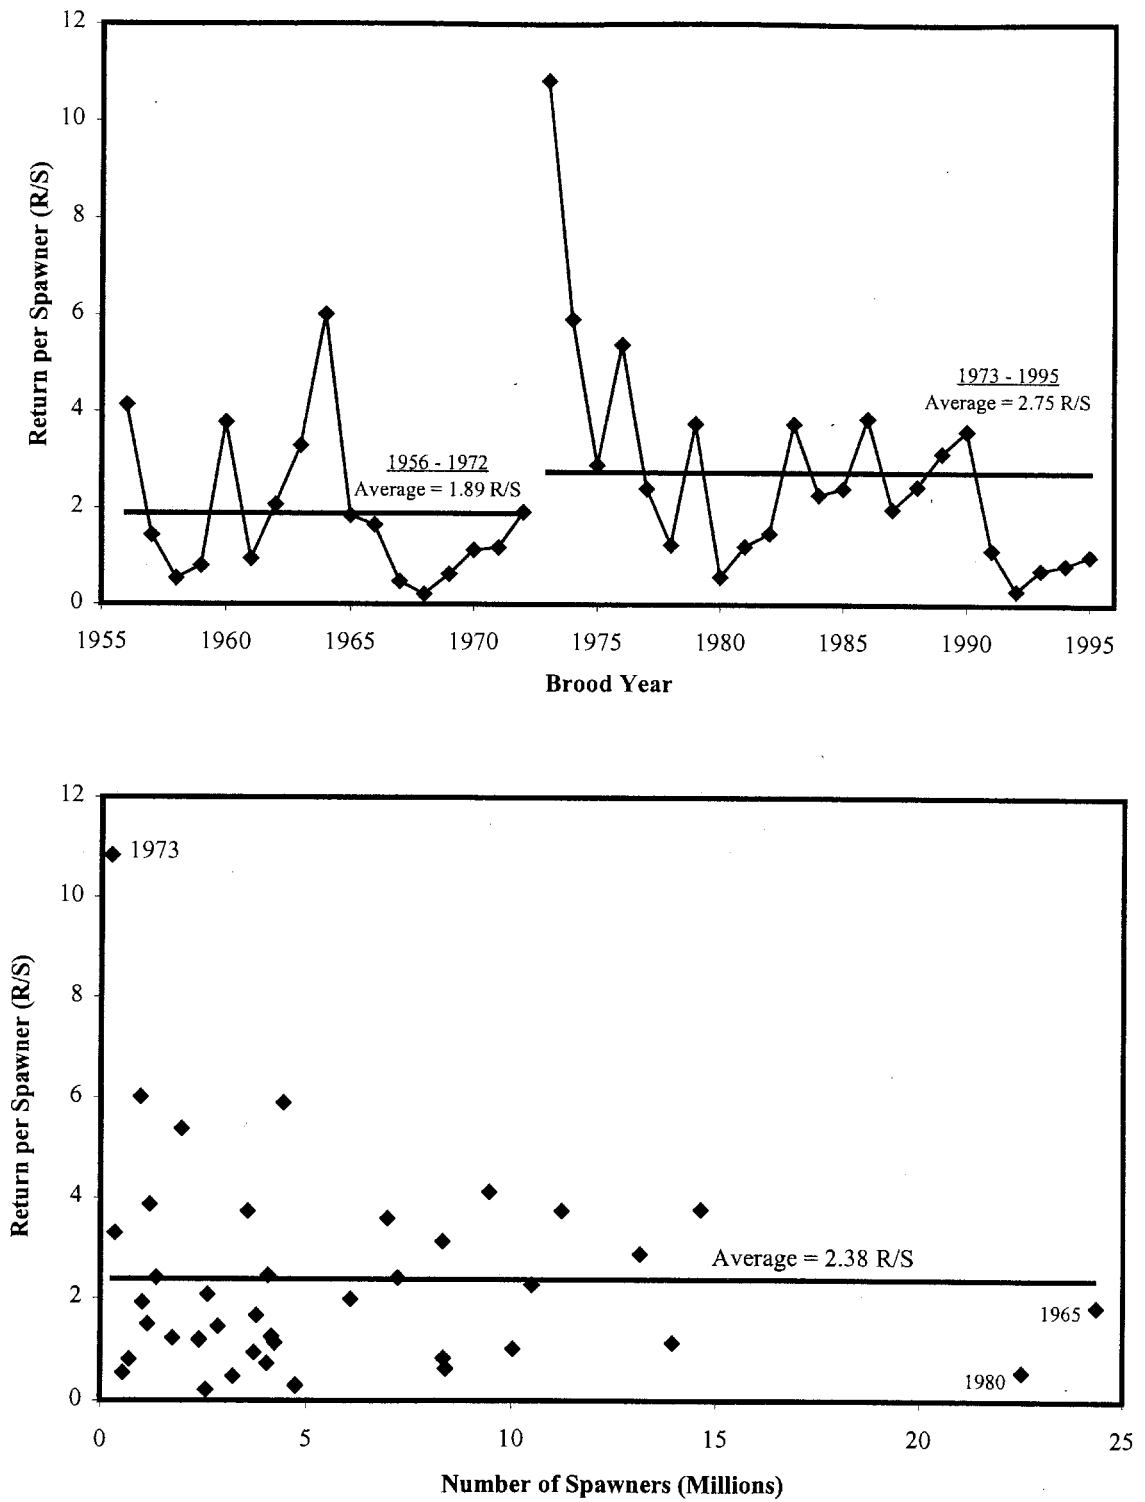 12
10
8
6
4
2
0
Return per Spawner (R/S)
1956 - 1972
Average = 1.89 R/S
1973 - 1995
Average = 2.75 R/S
1955 1960 1965 1970 1975 1980 1985 1990 1995
Brood Year
12
10
8
6
4
2
0
Return per Spawner (R/S)
1973
Average = 2.38 R/S
1965
1980
0 5 10 15 20 25
Number of Spawners (Millions)